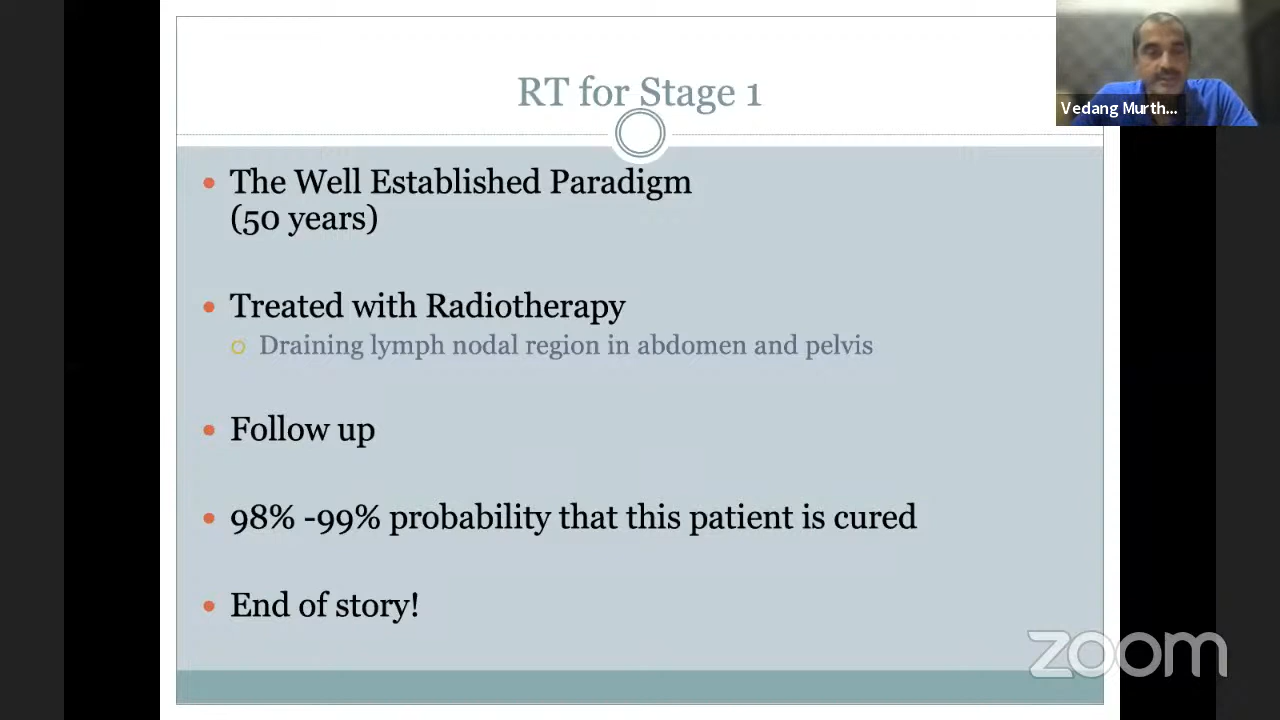 RT for Stage 1
Vedang Murth...
The Well Established Paradigm
(50 years)
Treated with Radiotherapy
Draining lymph nodal region in abdomen and pelvis
Follow up
98% -99% probability that this patient is cured
End of story!
zoom